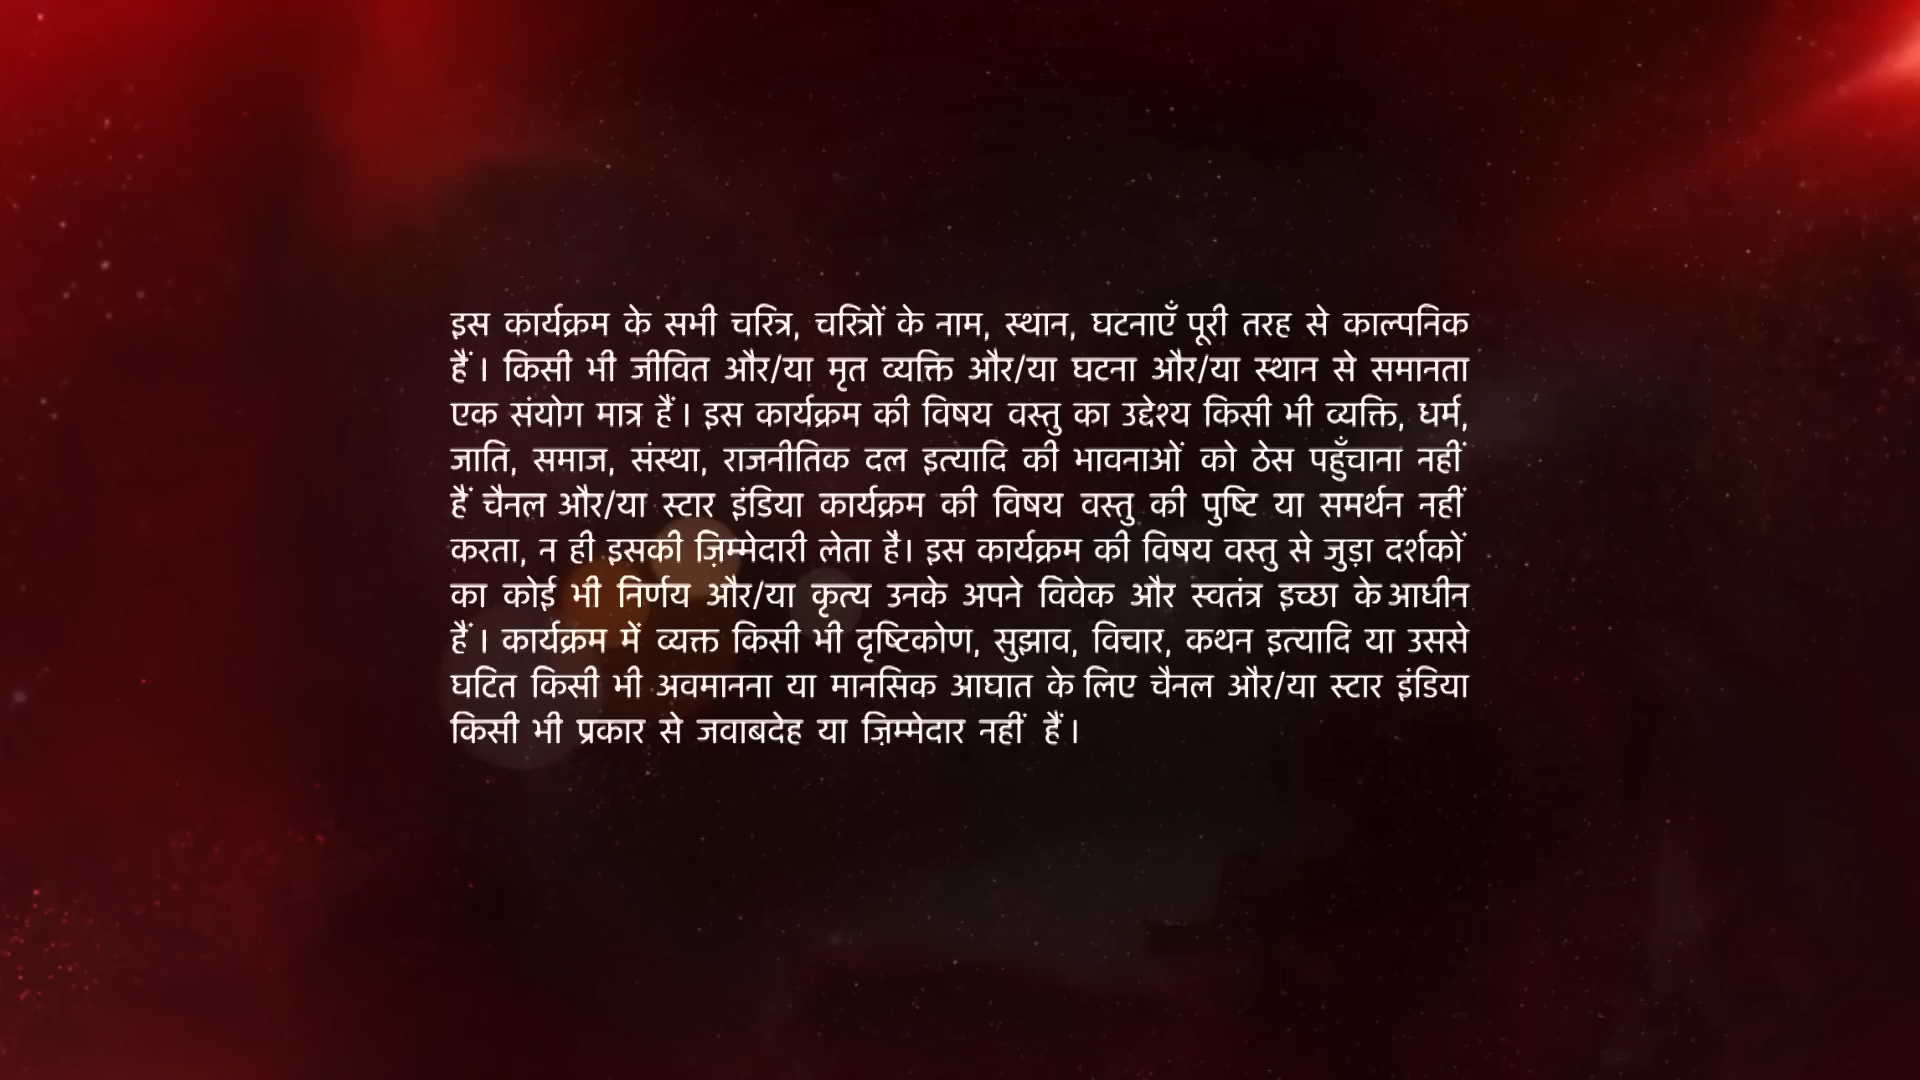 इस कार्यक्रम के सभी चरित्रि, चरित्रों के नाम, स्थान, घटनाएँ पूरी तरह से काल्पनिक
हैं । किसी भी जीवित और/या मृत व्यक्ति और/या घटना और/या स्थान से समानता
एक संयोग मात्र हैं । इस कार्यक्रम की विषय वस्तु का उद्देश्य किसी भी व्यक्ति, धर्म,
जाति, समाज, संस्था, राजनीतिक दल इत्यादि की भावनाओं को ठेस पहुँचाना नहीं
हैं चैनल और/या स्टार इंडिया कार्यक्रम की विषय वस्तु की पुष्टि या समर्थन नहीं
करता, न ही इसकी ज़िम्मेदारी लेता है। इस कार्यक्रम की विषय वस्तु से जुड़ा दर्शकों
का कोई भी निर्णय और/या कृत्य उनके अपने विवेक और स्वतंत्र इच्छा के आधीन
हैं । कार्यक्रम में व्यक्त किसी भी दृष्टिकोण, सुझाव, विचार, कथन इत्यादि या उससे
घटित किसी भी अवमानना या मानसिक आघात के लिए चैनल और/या स्टार इंडिया
किसी भी प्रकार से जवाबदेह या ज़िम्मेदार नहीं हैं ।